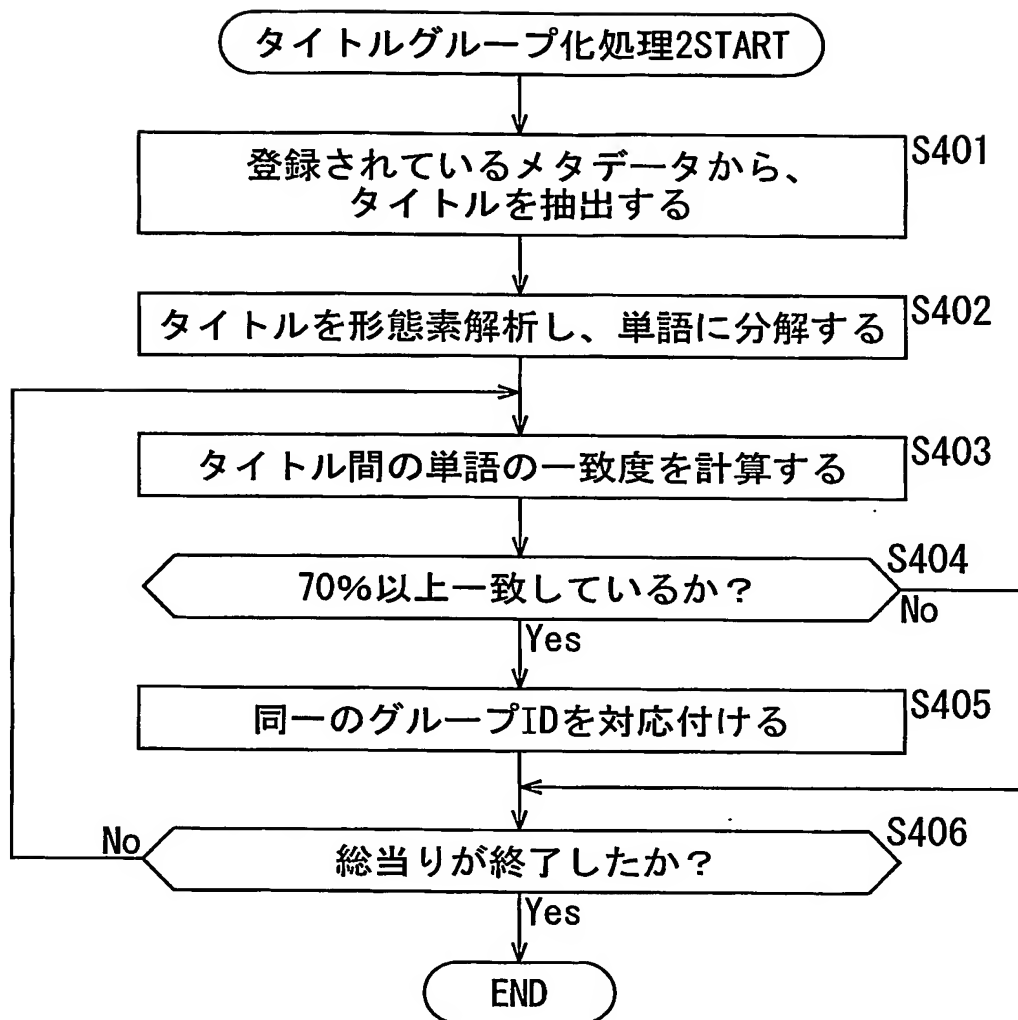 タイトルグループ化処理2START
S401
登録されているメタデータから、
タイトルを抽出する
S402
タイトルを形態素解析し、単語に分解する
S403
タイトル間の単語の一致度を計算する
S404
70%以上一致しているか?
No
Yes
S405
同一のグループIDを対応付ける
S406
No
総当りが終了したか?
Yes
END